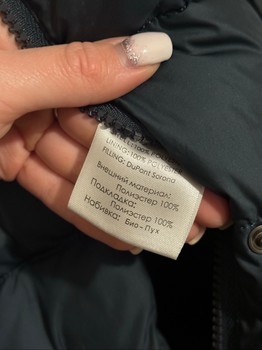 LINING: 100% POLYESTER
FILLING: DuPont Sorona
Внешний материал:
Полиэстер 100%
Подкладка:
Полиэстер 100%
Набивка: Био-Пух